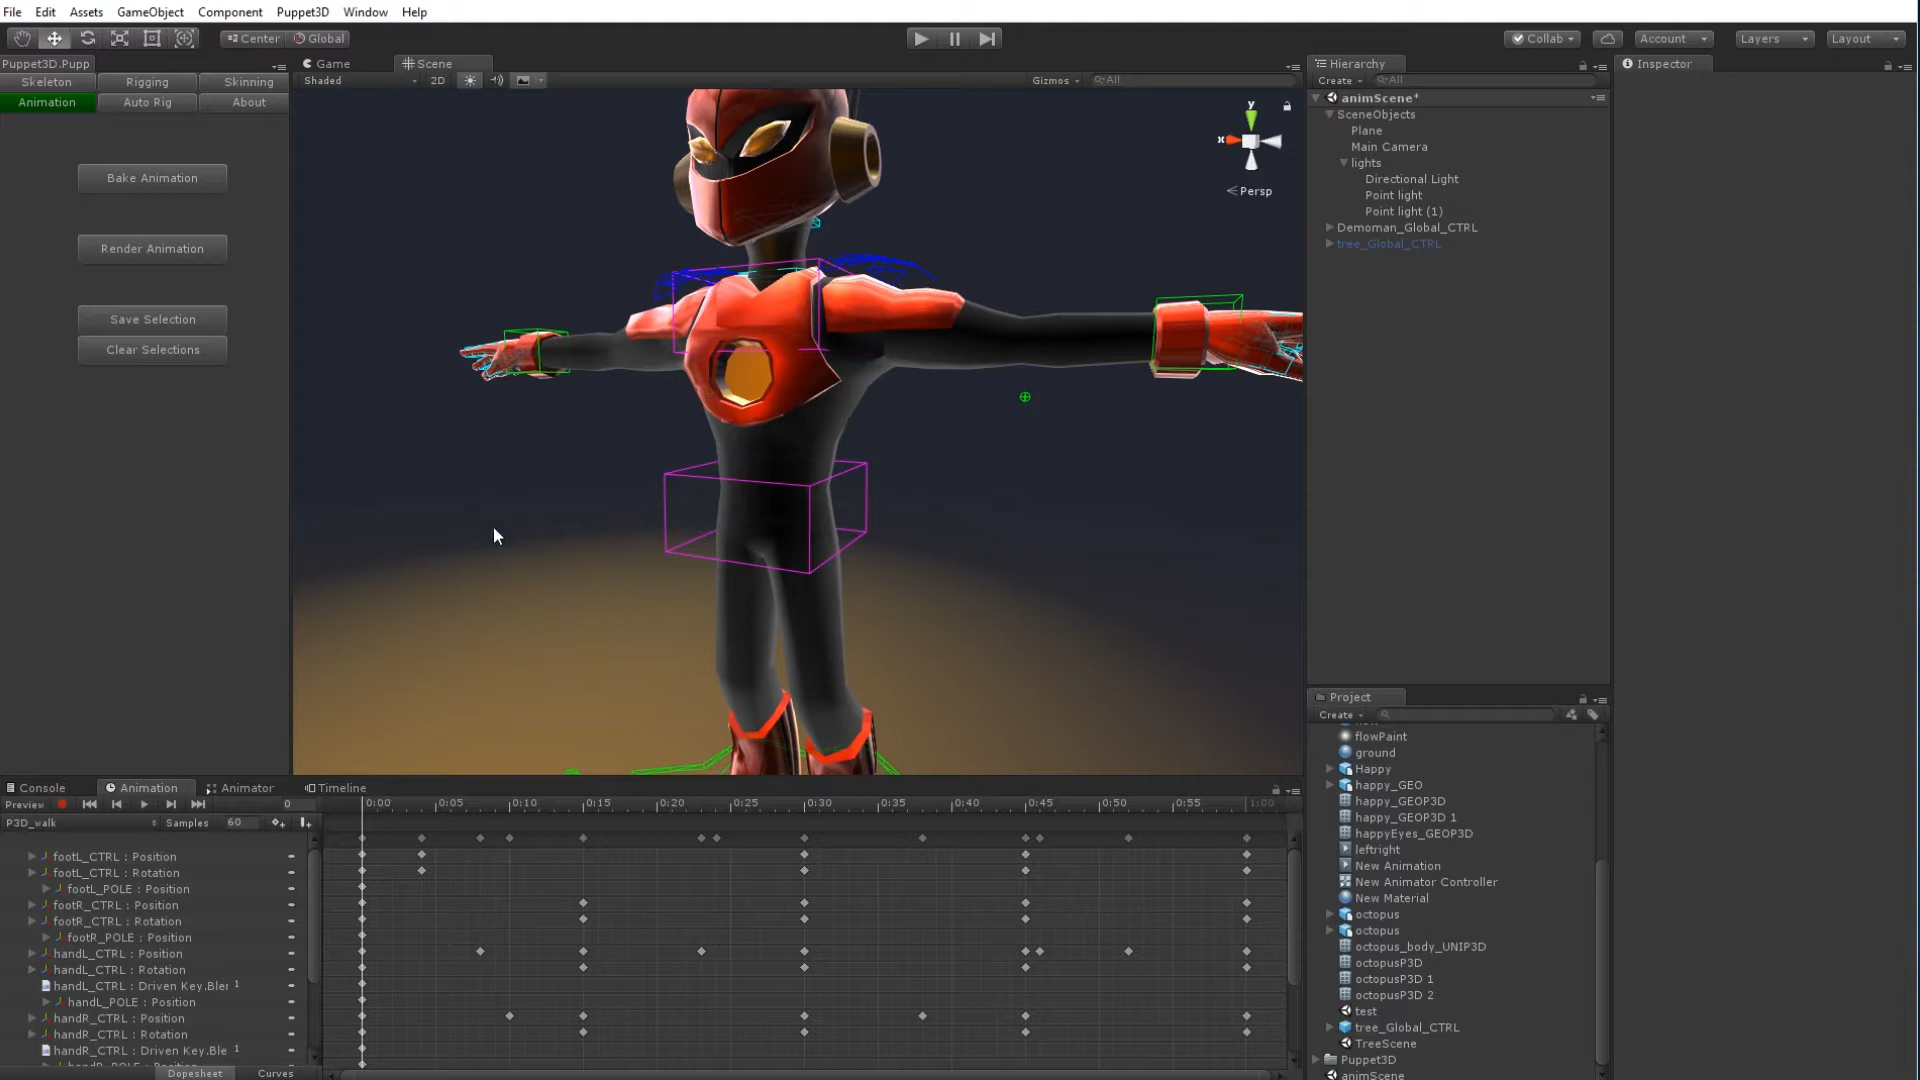 File Edit Assets GameObject Component Puppet3D Window Help
Center Global Collab Account Layers Layout
Puppet3D.Pupp Game Scene Hierarchy Inspector
Skeleton Rigging Skinning Shaded 2D Gizmos All Create All
Animation Auto Rig About
animScene*
SceneObjects
Plane
Main Camera
lights
Directional Light
Point light
Point light (1)
Demoman_Global_CTRL
tree_Global_CTRL
y
x
Persp
Bake Animation
Render Animation
Save Selection
Clear Selections
Project
Create
flowPaint
ground
Happy
happy_GEO
happy_GEOP3D
happy_GEOP3D 1
happyEyes_GEOP3D
leftright
New Animation
New Animator Controller
New Material
octopus
octopus
octopus_body_UNIP3D
octopusP3D
octopusP3D 1
octopusP3D 2
test
tree_Global_CTRL
TreeScene
Puppet3D
animScene
Console Animation Animator Timeline
Preview 0 0:00 0:05 0:10 0:15 0:20 0:25 0:30 0:35 0:40 0:45 0:50 0:55 1:00
P3D_walk Samples 60
footL_CTRL : Position
footL_CTRL : Rotation
footL_POLE : Position
footR_CTRL : Position
footR_CTRL : Rotation
footR_POLE : Position
handL_CTRL : Position
handL_CTRL : Rotation
handL_CTRL : Driven Key.Bler 1
handL_POLE : Position
handR_CTRL : Position
handR_CTRL : Rotation
handR_CTRL : Driven Key.Ble 1
Dopesheet Curves